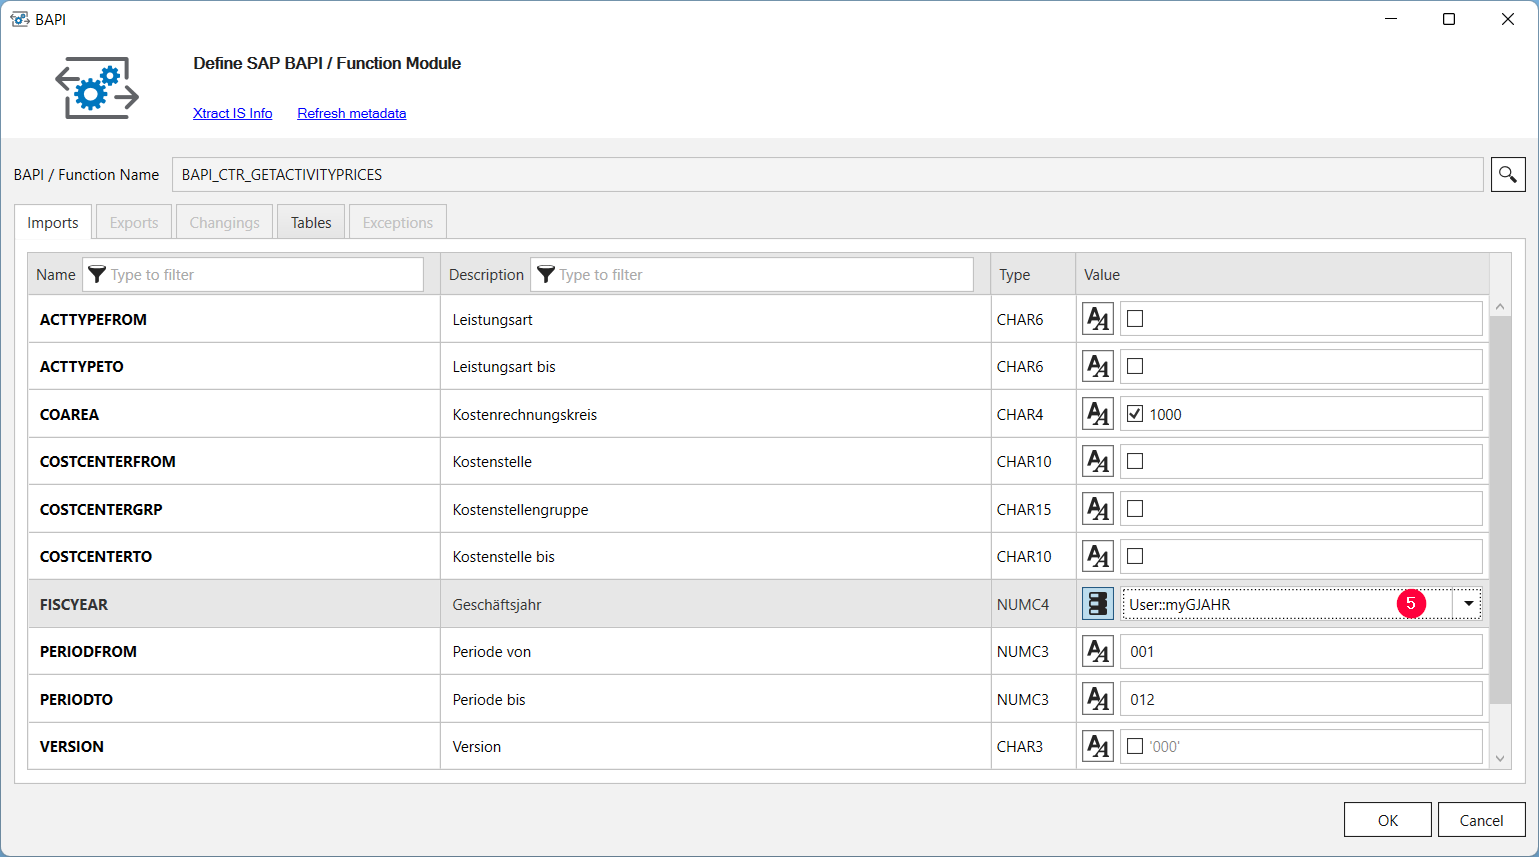 BAPI
Define SAP BAPI / Function Module
Xtract IS Info Refresh metadata
BAPI / Function Name BAPI_CTR_GETACTIVITYPRICES
Imports Exports Changings Tables Exceptions
Name Type to filter Description Type to filter Type Value
ACTTYPEFROM Leistungsart CHAR6
ACTTYPETO Leistungsart bis CHAR6
COAREA Kostenrechnungskreis CHAR4 1000
COSTCENTERFROM Kostenstelle CHAR10
COSTCENTERGRP Kostenstellengruppe CHAR15
COSTCENTERTO Kostenstelle bis CHAR10
FISCYEAR Geschäftsjahr NUMC4 User::myGJAHR 5
PERIODFROM Periode von NUMC3 001
PERIODTO Periode bis NUMC3 012
VERSION Version CHAR3 '000'
OK Cancel